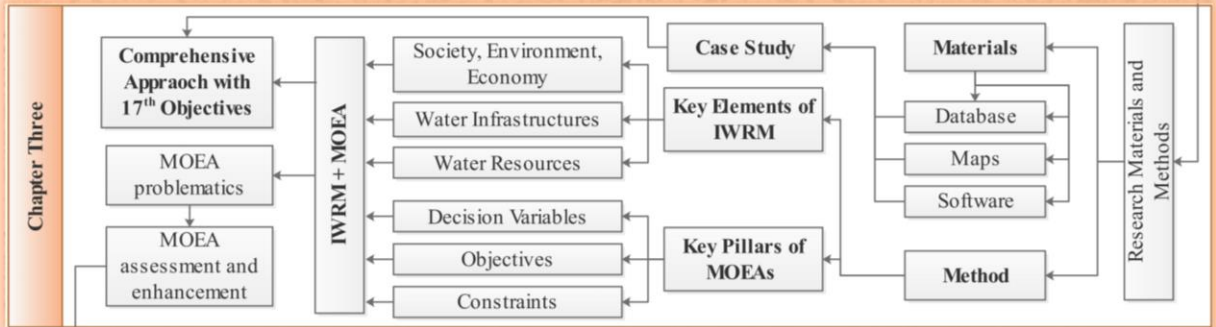 Chapter Three
Comprehensive
Appraoch with
17th Objectives
MOEA
problematics
MOEA
assessment and
enhancement
IWRM + MOEA
Society, Environment,
Economy
Water Infrastructures
Water Resources
Decision Variables
Objectives
Constraints
Case Study
Key Elements of
IWRM
Key Pillars of
MOEAs
Materials
Database
Maps
Software
Method
Research Materials and
Methods